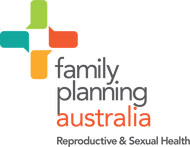 family
planning
australia
Reproductive & Sexual Health